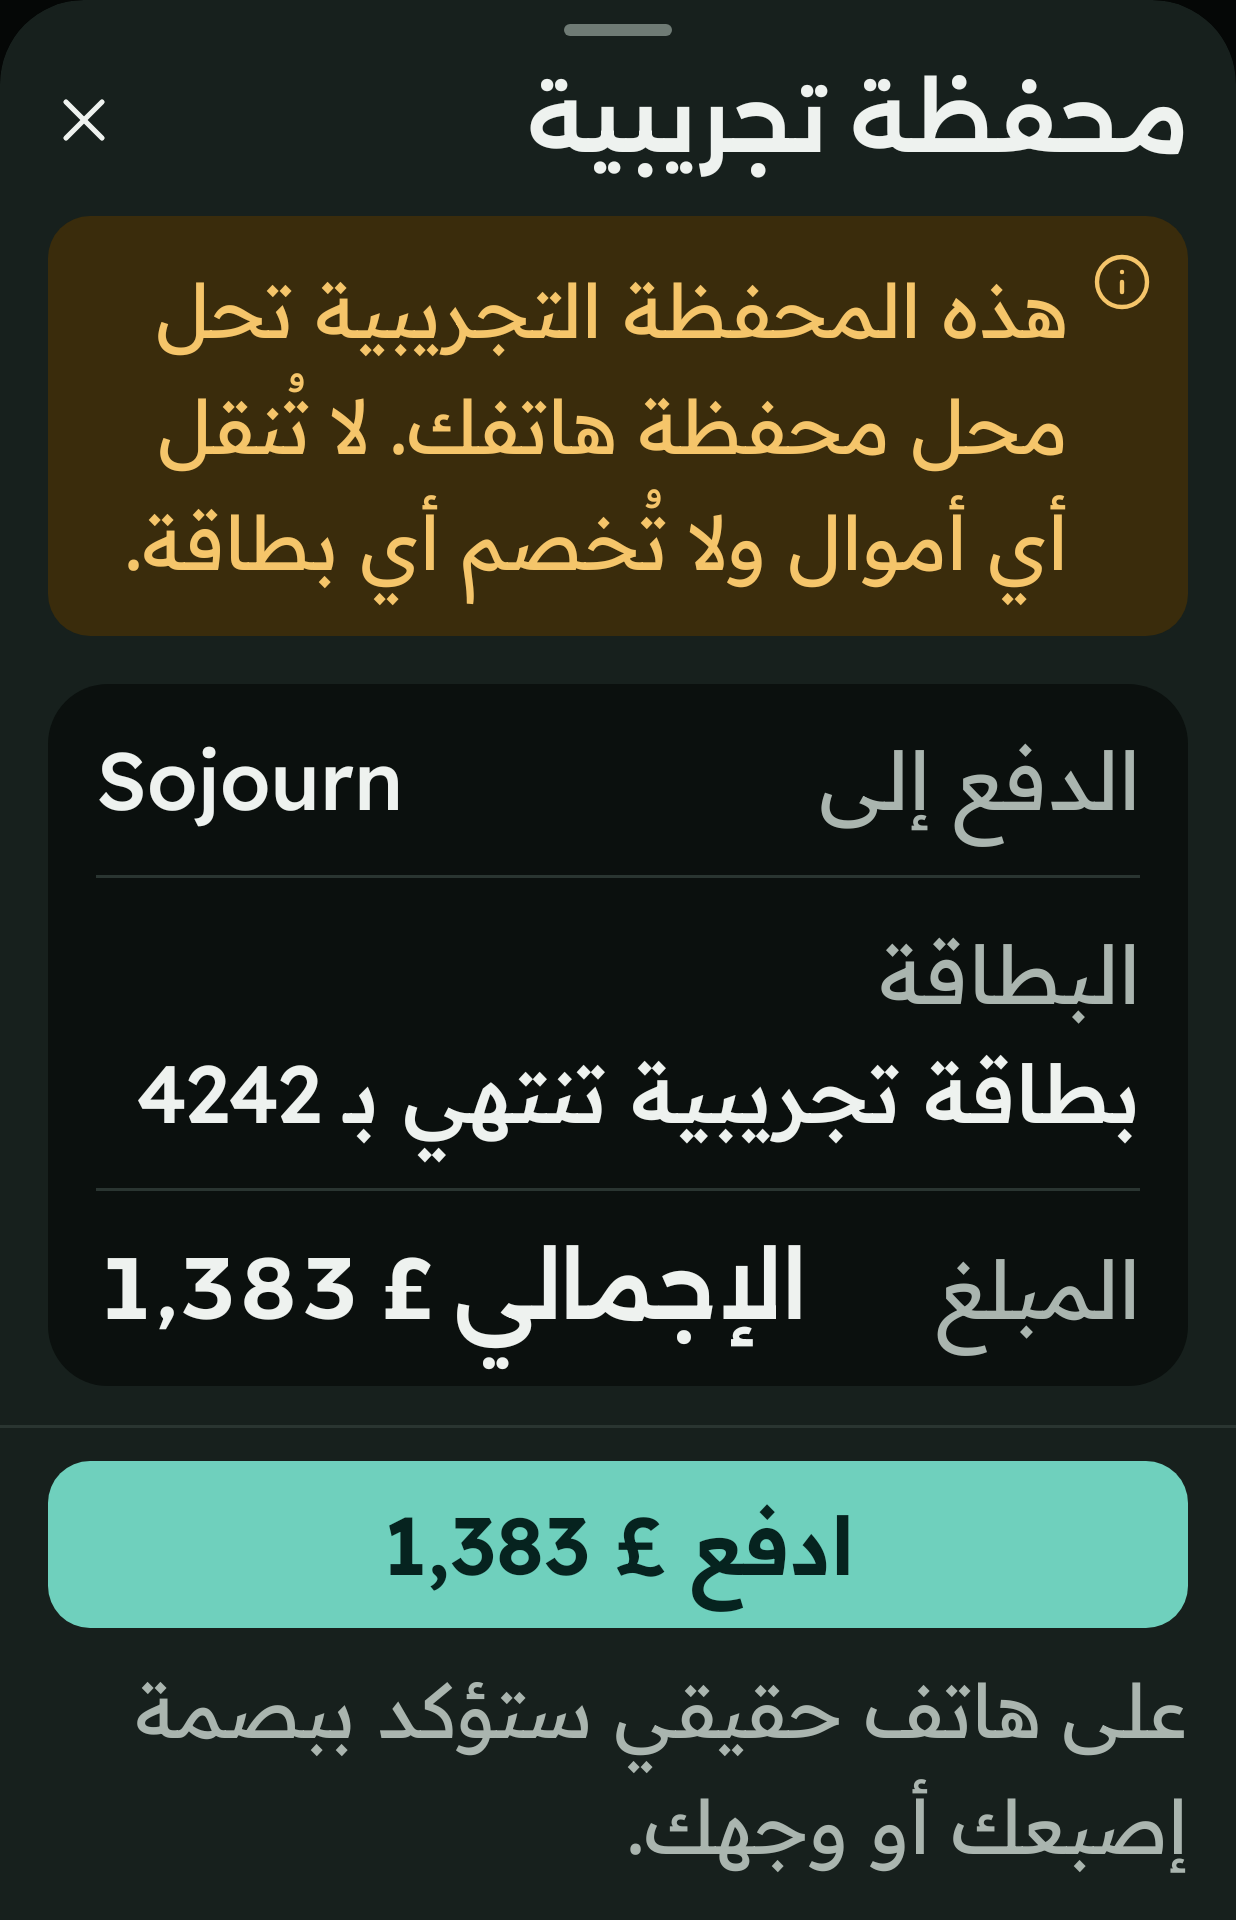 محفظة تجريبية
هذه المحفظة التجريبية تحل
محل محفظة هاتفك. لا تُنقل
أي أموال ولا تُخصم أي بطاقة.
الدفع إلى Sojourn
البطاقة
بطاقة تجريبية تنتهي بـ 4242
المبلغ الإجمالي £ 1,383
ادفع £ 1,383
على هاتف حقيقي ستؤكد ببصمة
إصبعك أو وجهك.